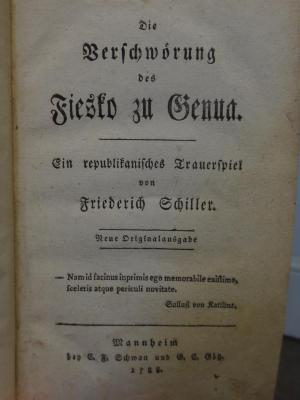 Die
Verschwörung
des
Fiesko zu Genua.
Ein republikanisches Trauerspiel
von
Friederich Schiller.
Neue Originalausgabe
— Nam id facinus inprimis ego memorabile existimo,
sceleris atque periculi novitate.
Sallust von Katilina.
Mannheim
bey C. F. Schwan und G. C. Götz.
1788.